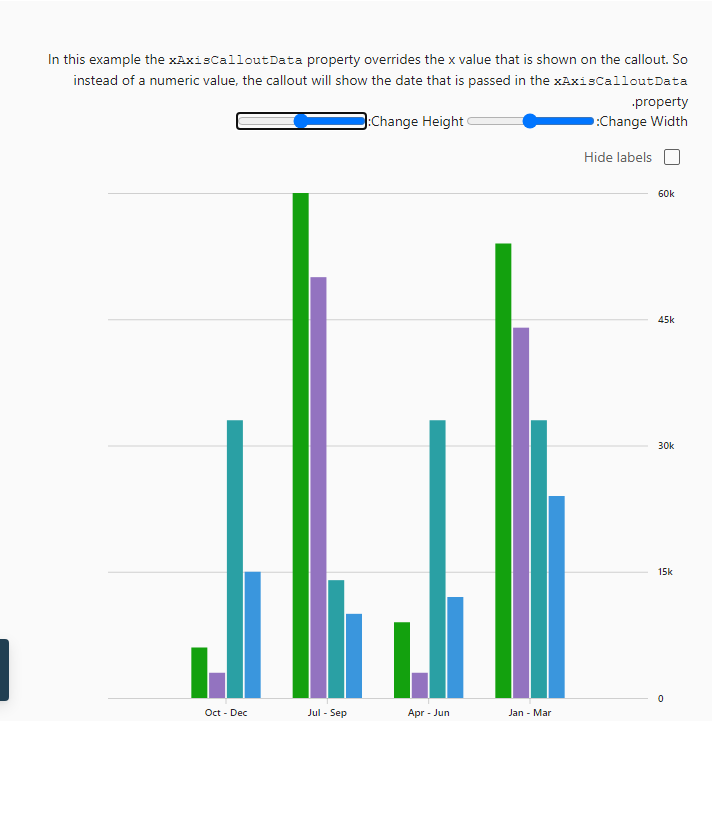 In this example the xAxisCalloutData property overrides the x value that is shown on the callout. So
instead of a numeric value, the callout will show the date that is passed in the xAxisCalloutData
.property
:Change Height :Change Width
Hide labels
60k
45k
30k
15k
0
Oct - Dec Jul - Sep Apr - Jun Jan - Mar